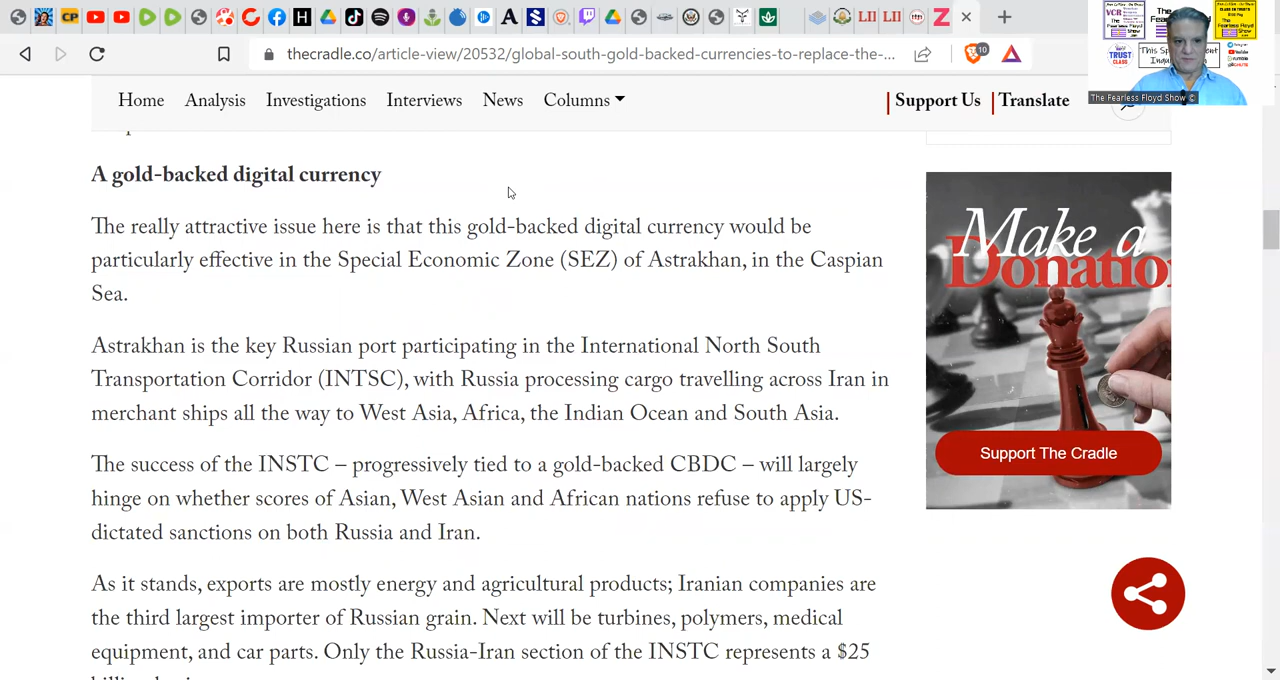 thecradle.co/article-view/20532/global-south-gold-backed-currencies-to-replace-the-...
10
The Fearless Floyd Show ©
Home Analysis Investigations Interviews News Columns Support Us Translate
A gold-backed digital currency
The really attractive issue here is that this gold-backed digital currency would be
particularly effective in the Special Economic Zone (SEZ) of Astrakhan, in the Caspian
Sea.
Astrakhan is the key Russian port participating in the International North South
Transportation Corridor (INTSC), with Russia processing cargo travelling across Iran in
merchant ships all the way to West Asia, Africa, the Indian Ocean and South Asia.
The success of the INSTC – progressively tied to a gold-backed CBDC – will largely
hinge on whether scores of Asian, West Asian and African nations refuse to apply US-
dictated sanctions on both Russia and Iran.
As it stands, exports are mostly energy and agricultural products; Iranian companies are
the third largest importer of Russian grain. Next will be turbines, polymers, medical
equipment, and car parts. Only the Russia-Iran section of the INSTC represents a $25
Make a
Donatio
Support The Cradle